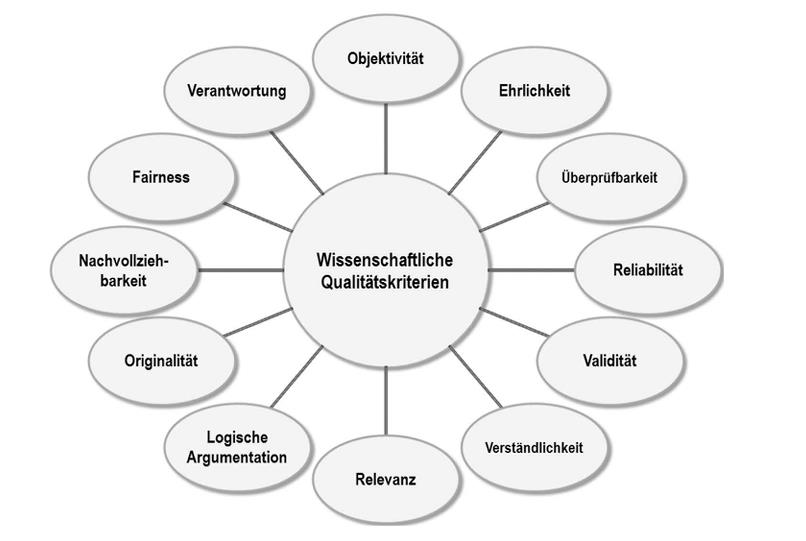 Objektivität
Verantwortung
Ehrlichkeit
Fairness
Überprüfbarkeit
Wissenschaftliche
Qualitätskriterien
Nachvollzieh-
barkeit
Reliabilität
Originalität
Validität
Logische
Argumentation
Verständlichkeit
Relevanz